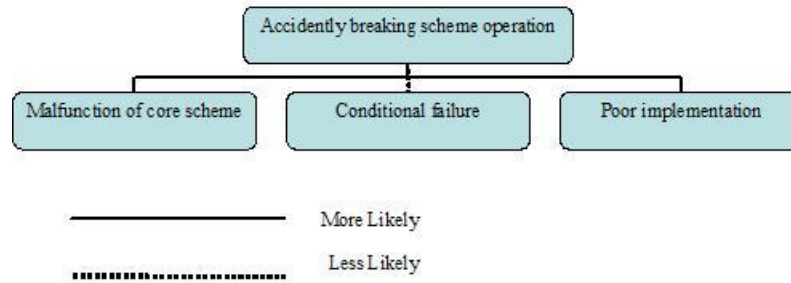 Accidently breaking scheme operation
Malfunction of core scheme
Conditional failure
Poor implementation
More Likely
Less Likely